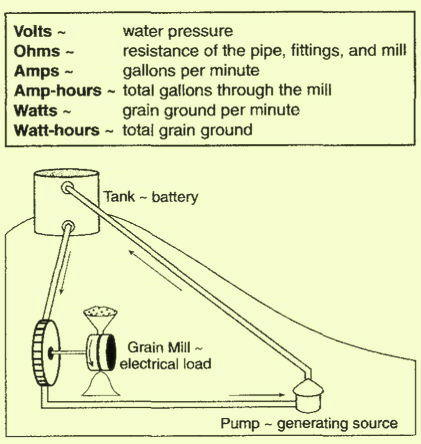 Volts ~ water pressure
Ohms ~ resistance of the pipe, fittings, and mill
Amps ~ gallons per minute
Amp-hours ~ total gallons through the mill
Watts ~ grain ground per minute
Watt-hours ~ total grain ground
Tank ~ battery
Grain Mill ~
electrical load
Pump ~ generating source